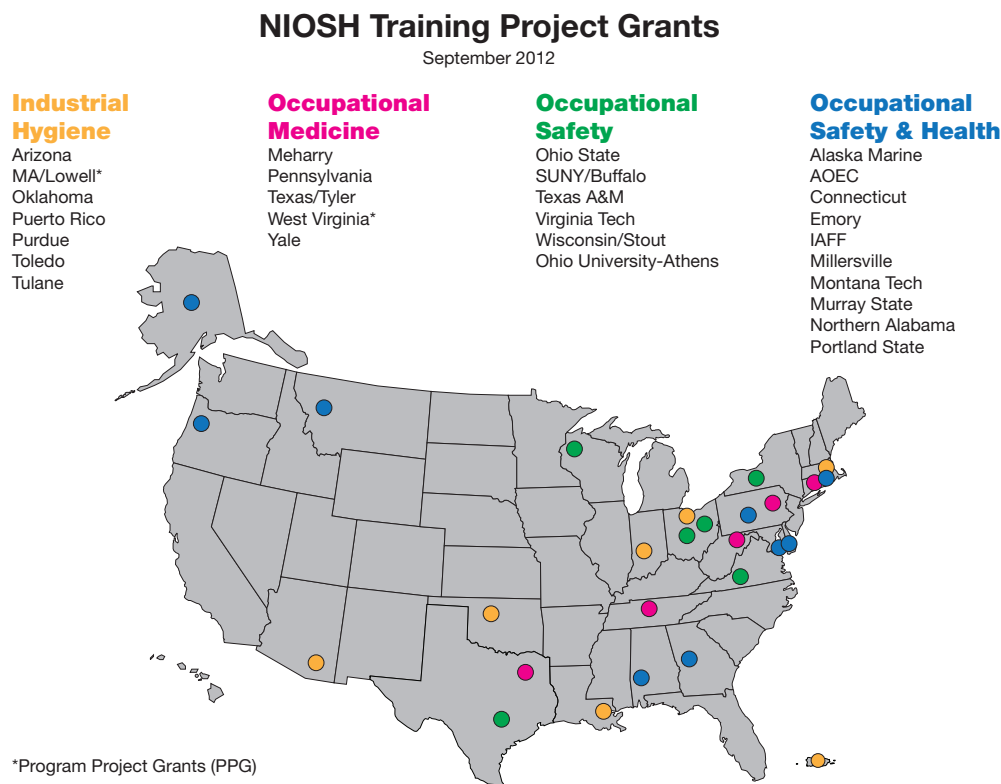 NIOSH Training Project Grants
September 2012
Industrial
Hygiene
Arizona
MA/Lowell*
Oklahoma
Puerto Rico
Purdue
Toledo
Tulane
Occupational
Medicine
Meharry
Pennsylvania
Texas/Tyler
West Virginia*
Yale
Occupational
Safety
Ohio State
SUNY/Buffalo
Texas A&M
Virginia Tech
Wisconsin/Stout
Ohio University-Athens
Occupational
Safety & Health
Alaska Marine
AOEC
Connecticut
Emory
IAFF
Millersville
Montana Tech
Murray State
Northern Alabama
Portland State
*Program Project Grants (PPG)